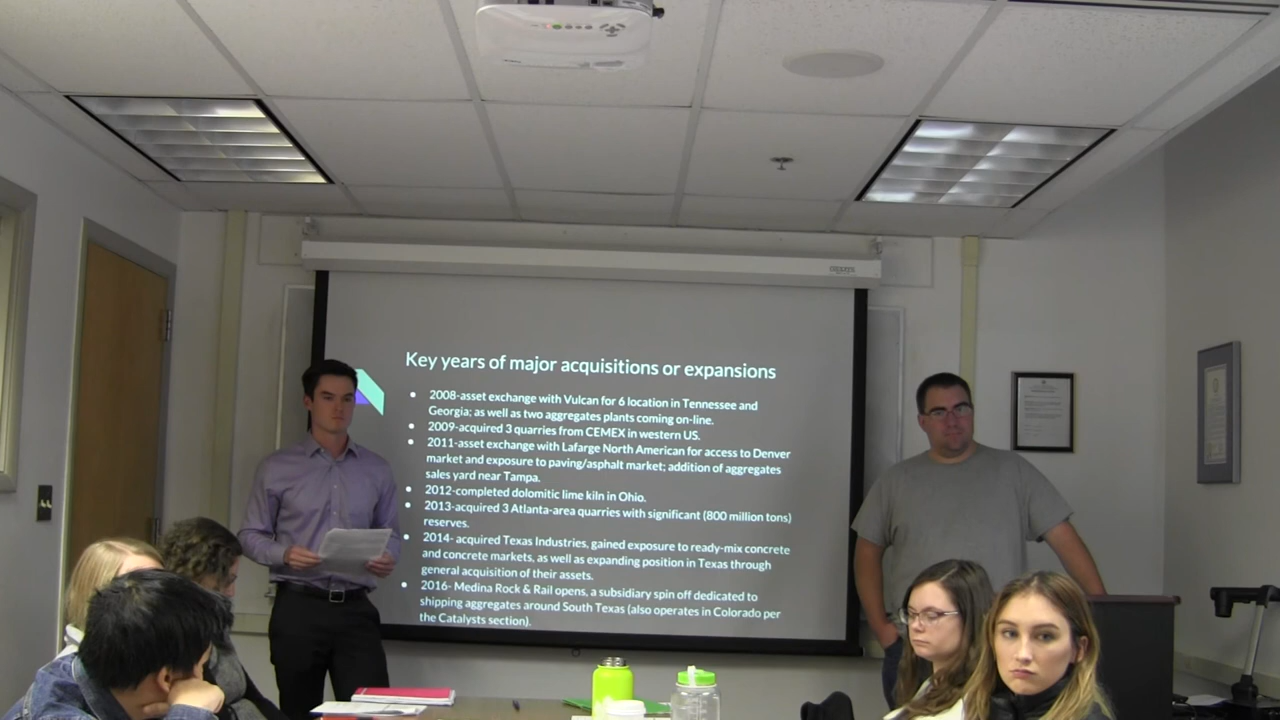 Key years of major acquisitions or expansions
2008-asset exchange with Vulcan for 6 location in Tennessee and
Georgia; as well as two aggregates plants coming on-line.
2009-acquired 3 quarries from CEMEX in western US.
2011-asset exchange with Lafarge North American for access to Denver
market and exposure to paving/asphalt market; addition of aggregates
sales yard near Tampa.
2012-completed dolomitic lime kiln in Ohio.
2013-acquired 3 Atlanta-area quarries with significant (800 million tons)
reserves.
2014- acquired Texas Industries, gained exposure to ready-mix concrete
and concrete markets, as well as expanding position in Texas through
general acquisition of their assets.
2016- Medina Rock & Rail opens, a subsidiary spin off dedicated to
shipping aggregates around South Texas (also operates in Colorado per
the Catalysts section).